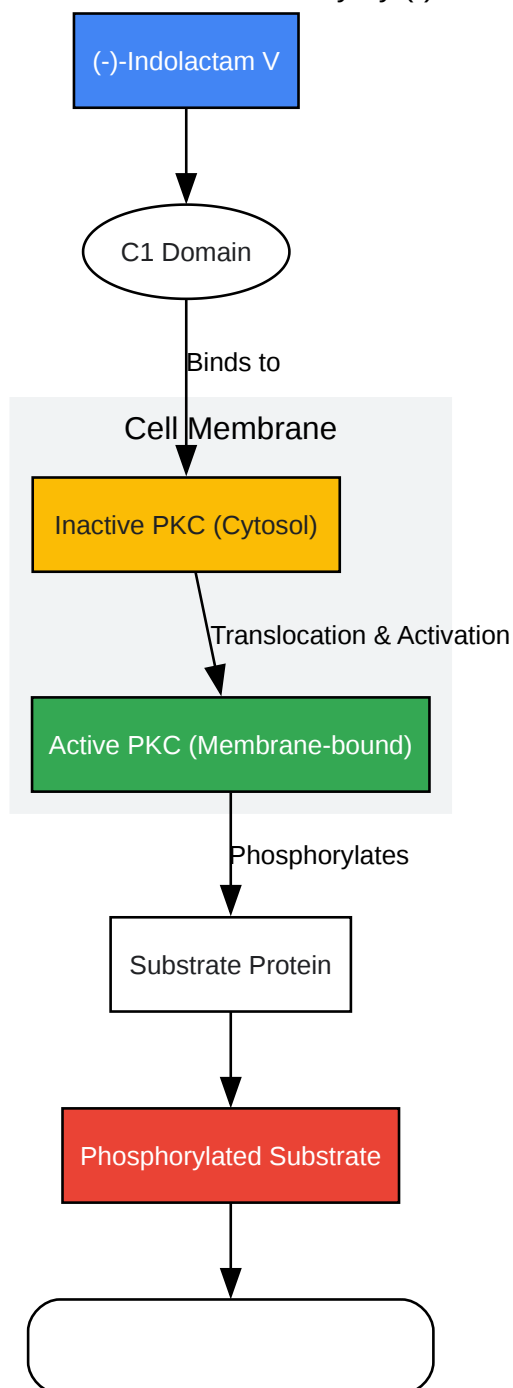 (-)-Indolactam V
C1 Domain
Binds to
Cell Membrane
Inactive PKC (Cytosol)
Translocation & Activation
Active PKC (Membrane-bound)
Phosphorylates
Substrate Protein
Phosphorylated Substrate